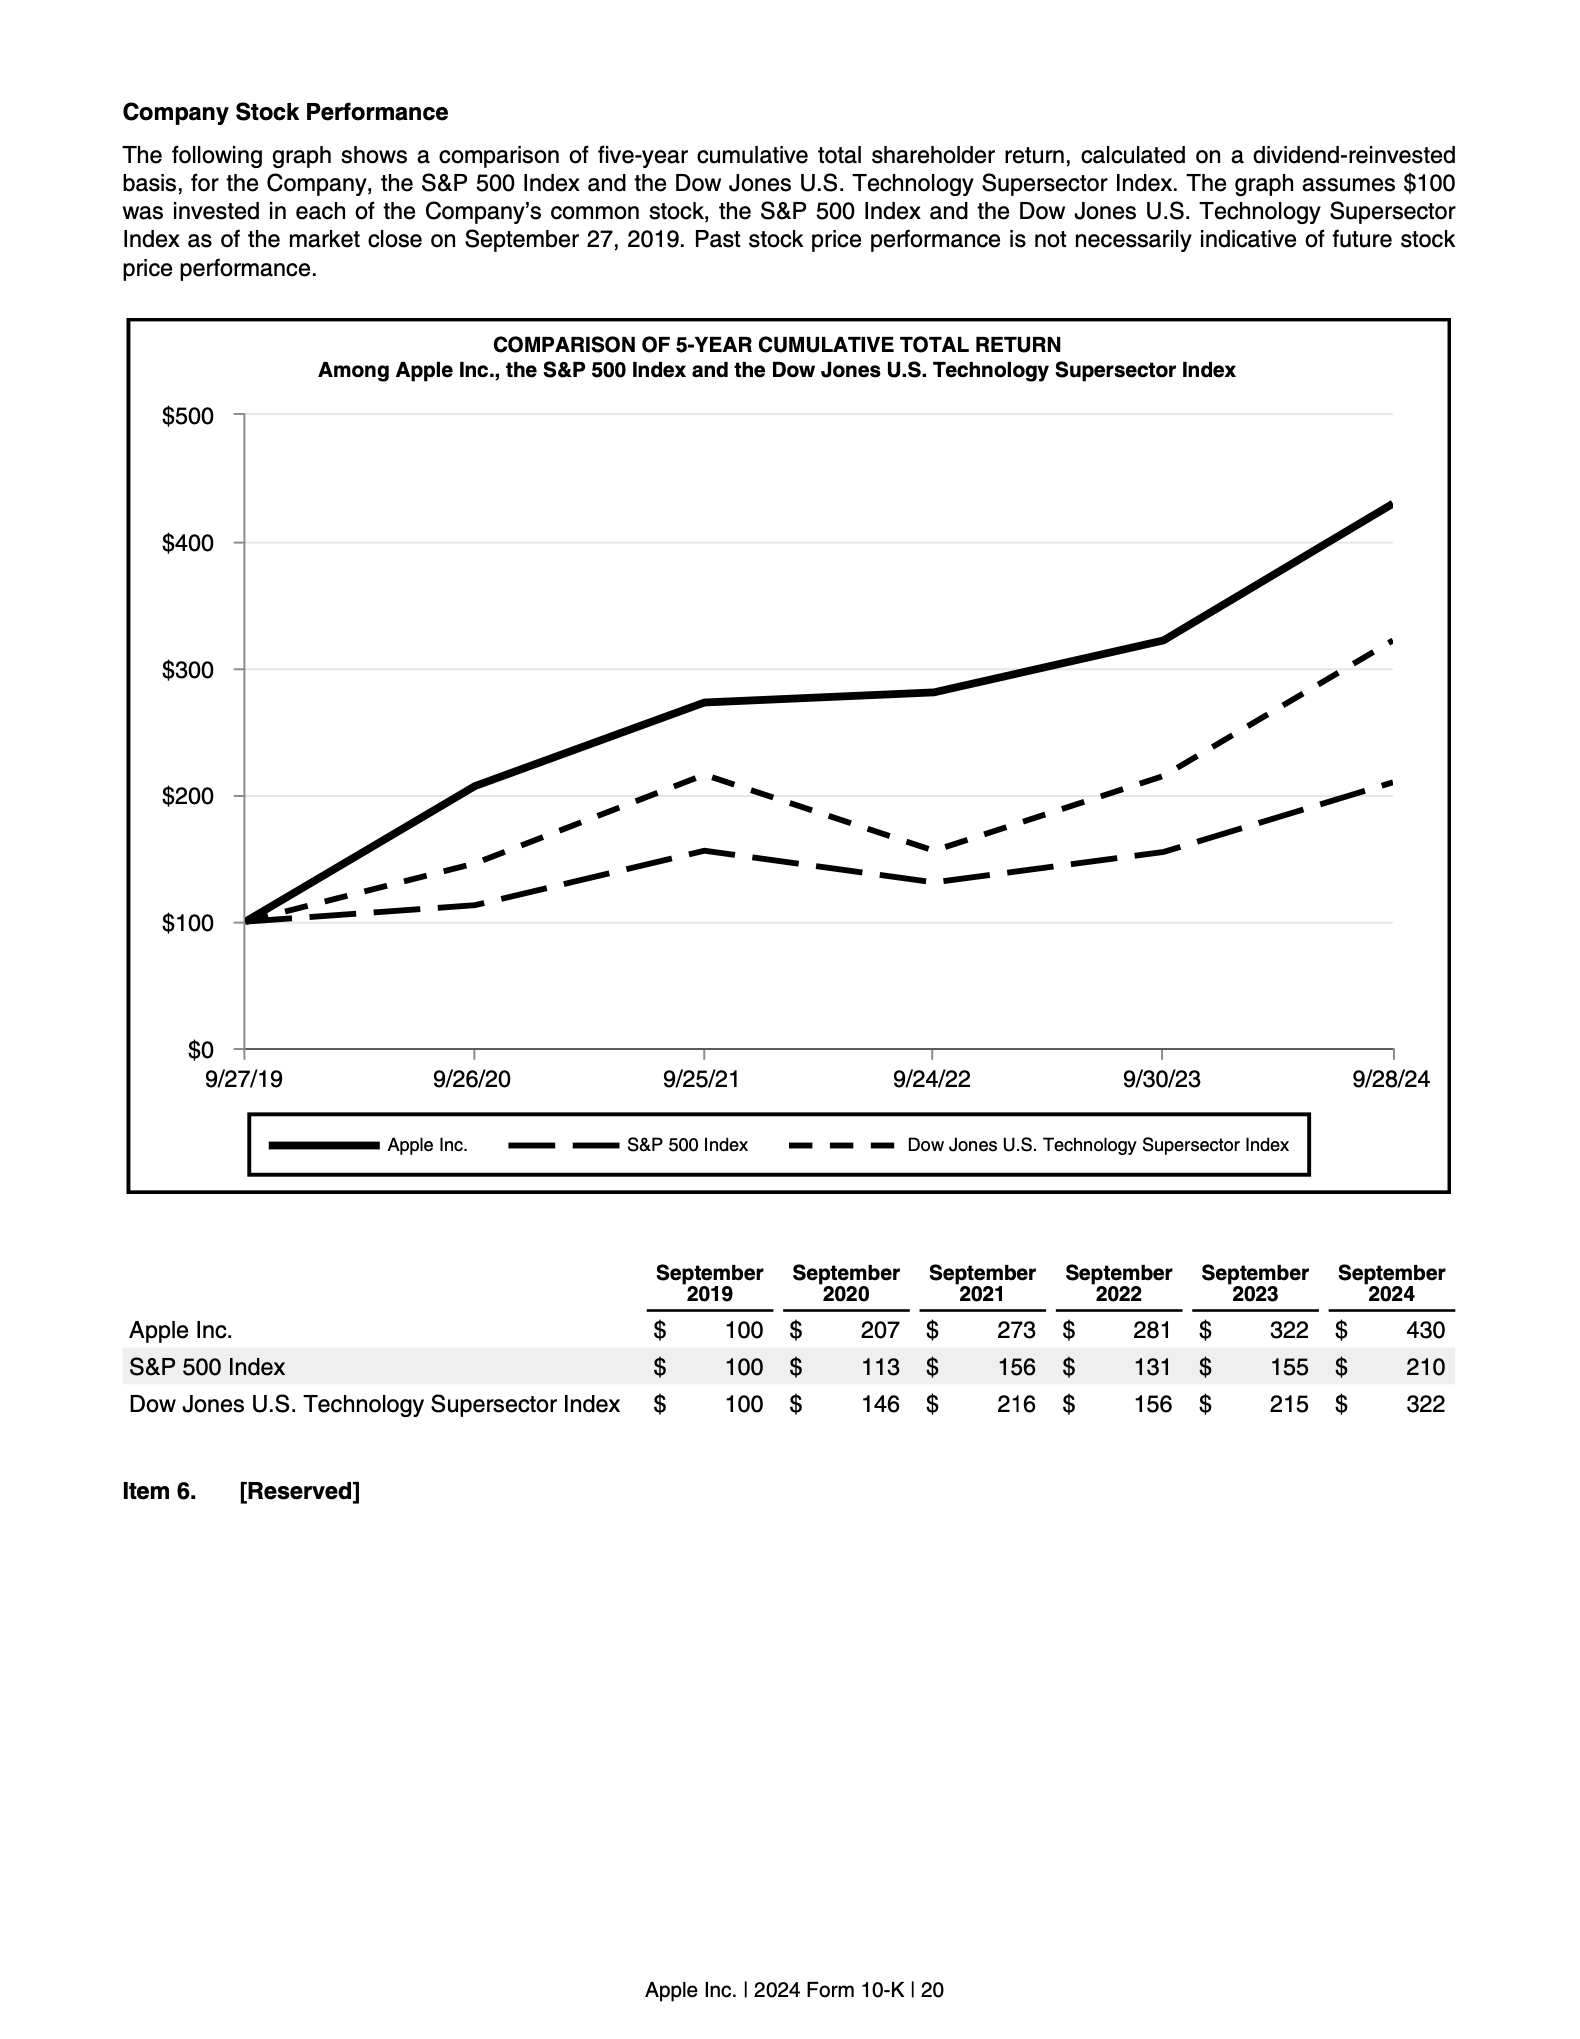 Company Stock Performance
The following graph shows a comparison of five-year cumulative total shareholder return, calculated on a dividend-reinvested
basis, for the Company, the S&P 500 Index and the Dow Jones U.S. Technology Supersector Index. The graph assumes $100
was invested in each of the Company’s common stock, the S&P 500 Index and the Dow Jones U.S. Technology Supersector
Index as of the market close on September 27, 2019. Past stock price performance is not necessarily indicative of future stock
price performance.
COMPARISON OF 5-YEAR CUMULATIVE TOTAL RETURN
Among Apple Inc., the S&P 500 Index and the Dow Jones U.S. Technology Supersector Index
$500
$400
$300
$200
$100
$0
9/27/19 9/26/20 9/25/21 9/24/22 9/30/23 9/28/24
Apple Inc. S&P 500 Index Dow Jones U.S. Technology Supersector Index
September September September September September September
2019 2020 2021 2022 2023 2024
Apple Inc. $ 100 $ 207 $ 273 $ 281 $ 322 $ 430
S&P 500 Index $ 100 $ 113 $ 156 $ 131 $ 155 $ 210
Dow Jones U.S. Technology Supersector Index $ 100 $ 146 $ 216 $ 156 $ 215 $ 322
Item 6. [Reserved]
Apple Inc. | 2024 Form 10-K | 20